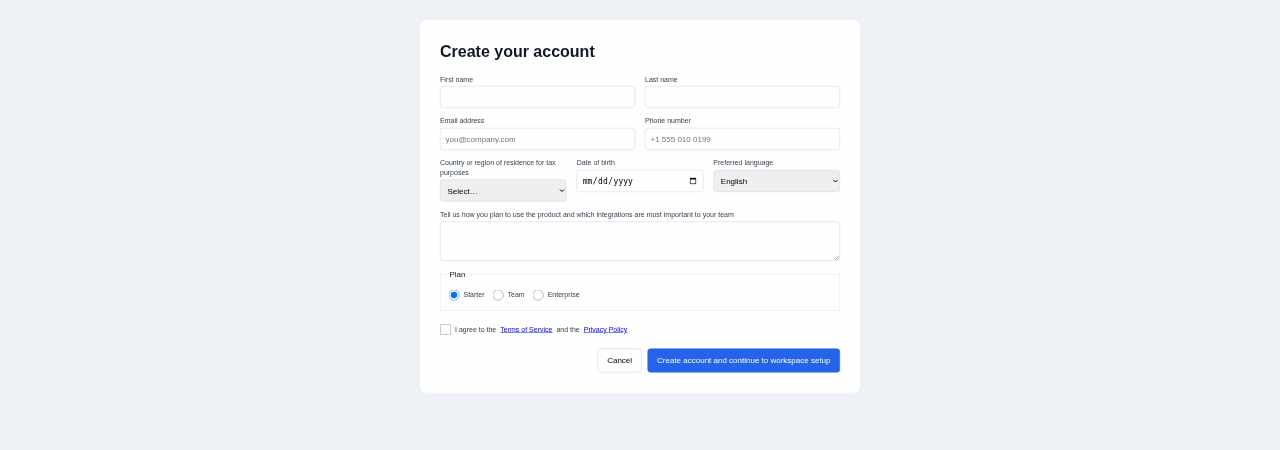 Create your account
First name
Last name
Email address
Phone number
you@company.com
+1 555 010 0199
Country or region of residence for tax
purposes
Date of birth
Preferred language
Select…
mm/dd/yyyy
English
Tell us how you plan to use the product and which integrations are most important to your team
Plan
Starter
Team
Enterprise
I agree to the Terms of Service and the Privacy Policy
Cancel
Create account and continue to workspace setup